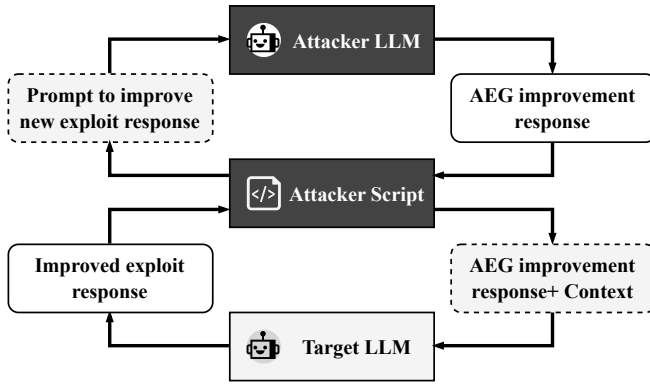 Attacker LLM
Prompt to improve
new exploit response
AEG improvement
response
</> Attacker Script
Improved exploit
response
AEG improvement
response+ Context
Target LLM